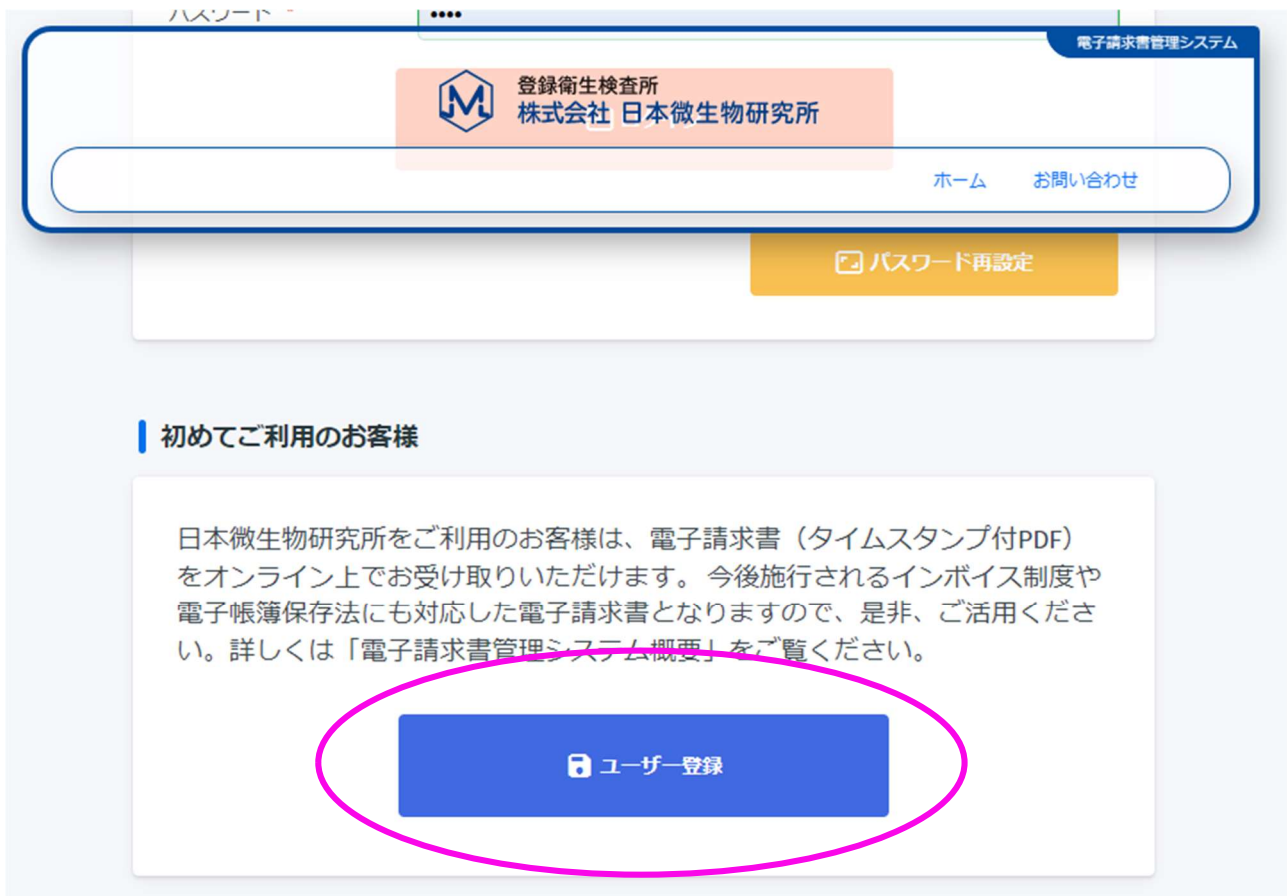 パスワード *
••••
電子請求書管理システム
登録衛生検査所
株式会社 日本微生物研究所
ホーム お問い合わせ
パスワード再設定
初めてご利用のお客様
日本微生物研究所をご利用のお客様は、電子請求書（タイムスタンプ付PDF）
をオンライン上でお受け取りいただけます。 今後施行されるインボイス制度や
電子帳簿保存法にも対応した電子請求書となりますので、是非、ご活用くださ
い。詳しくは「電子請求書管理システム概要」をご覧ください。
ユーザー登録